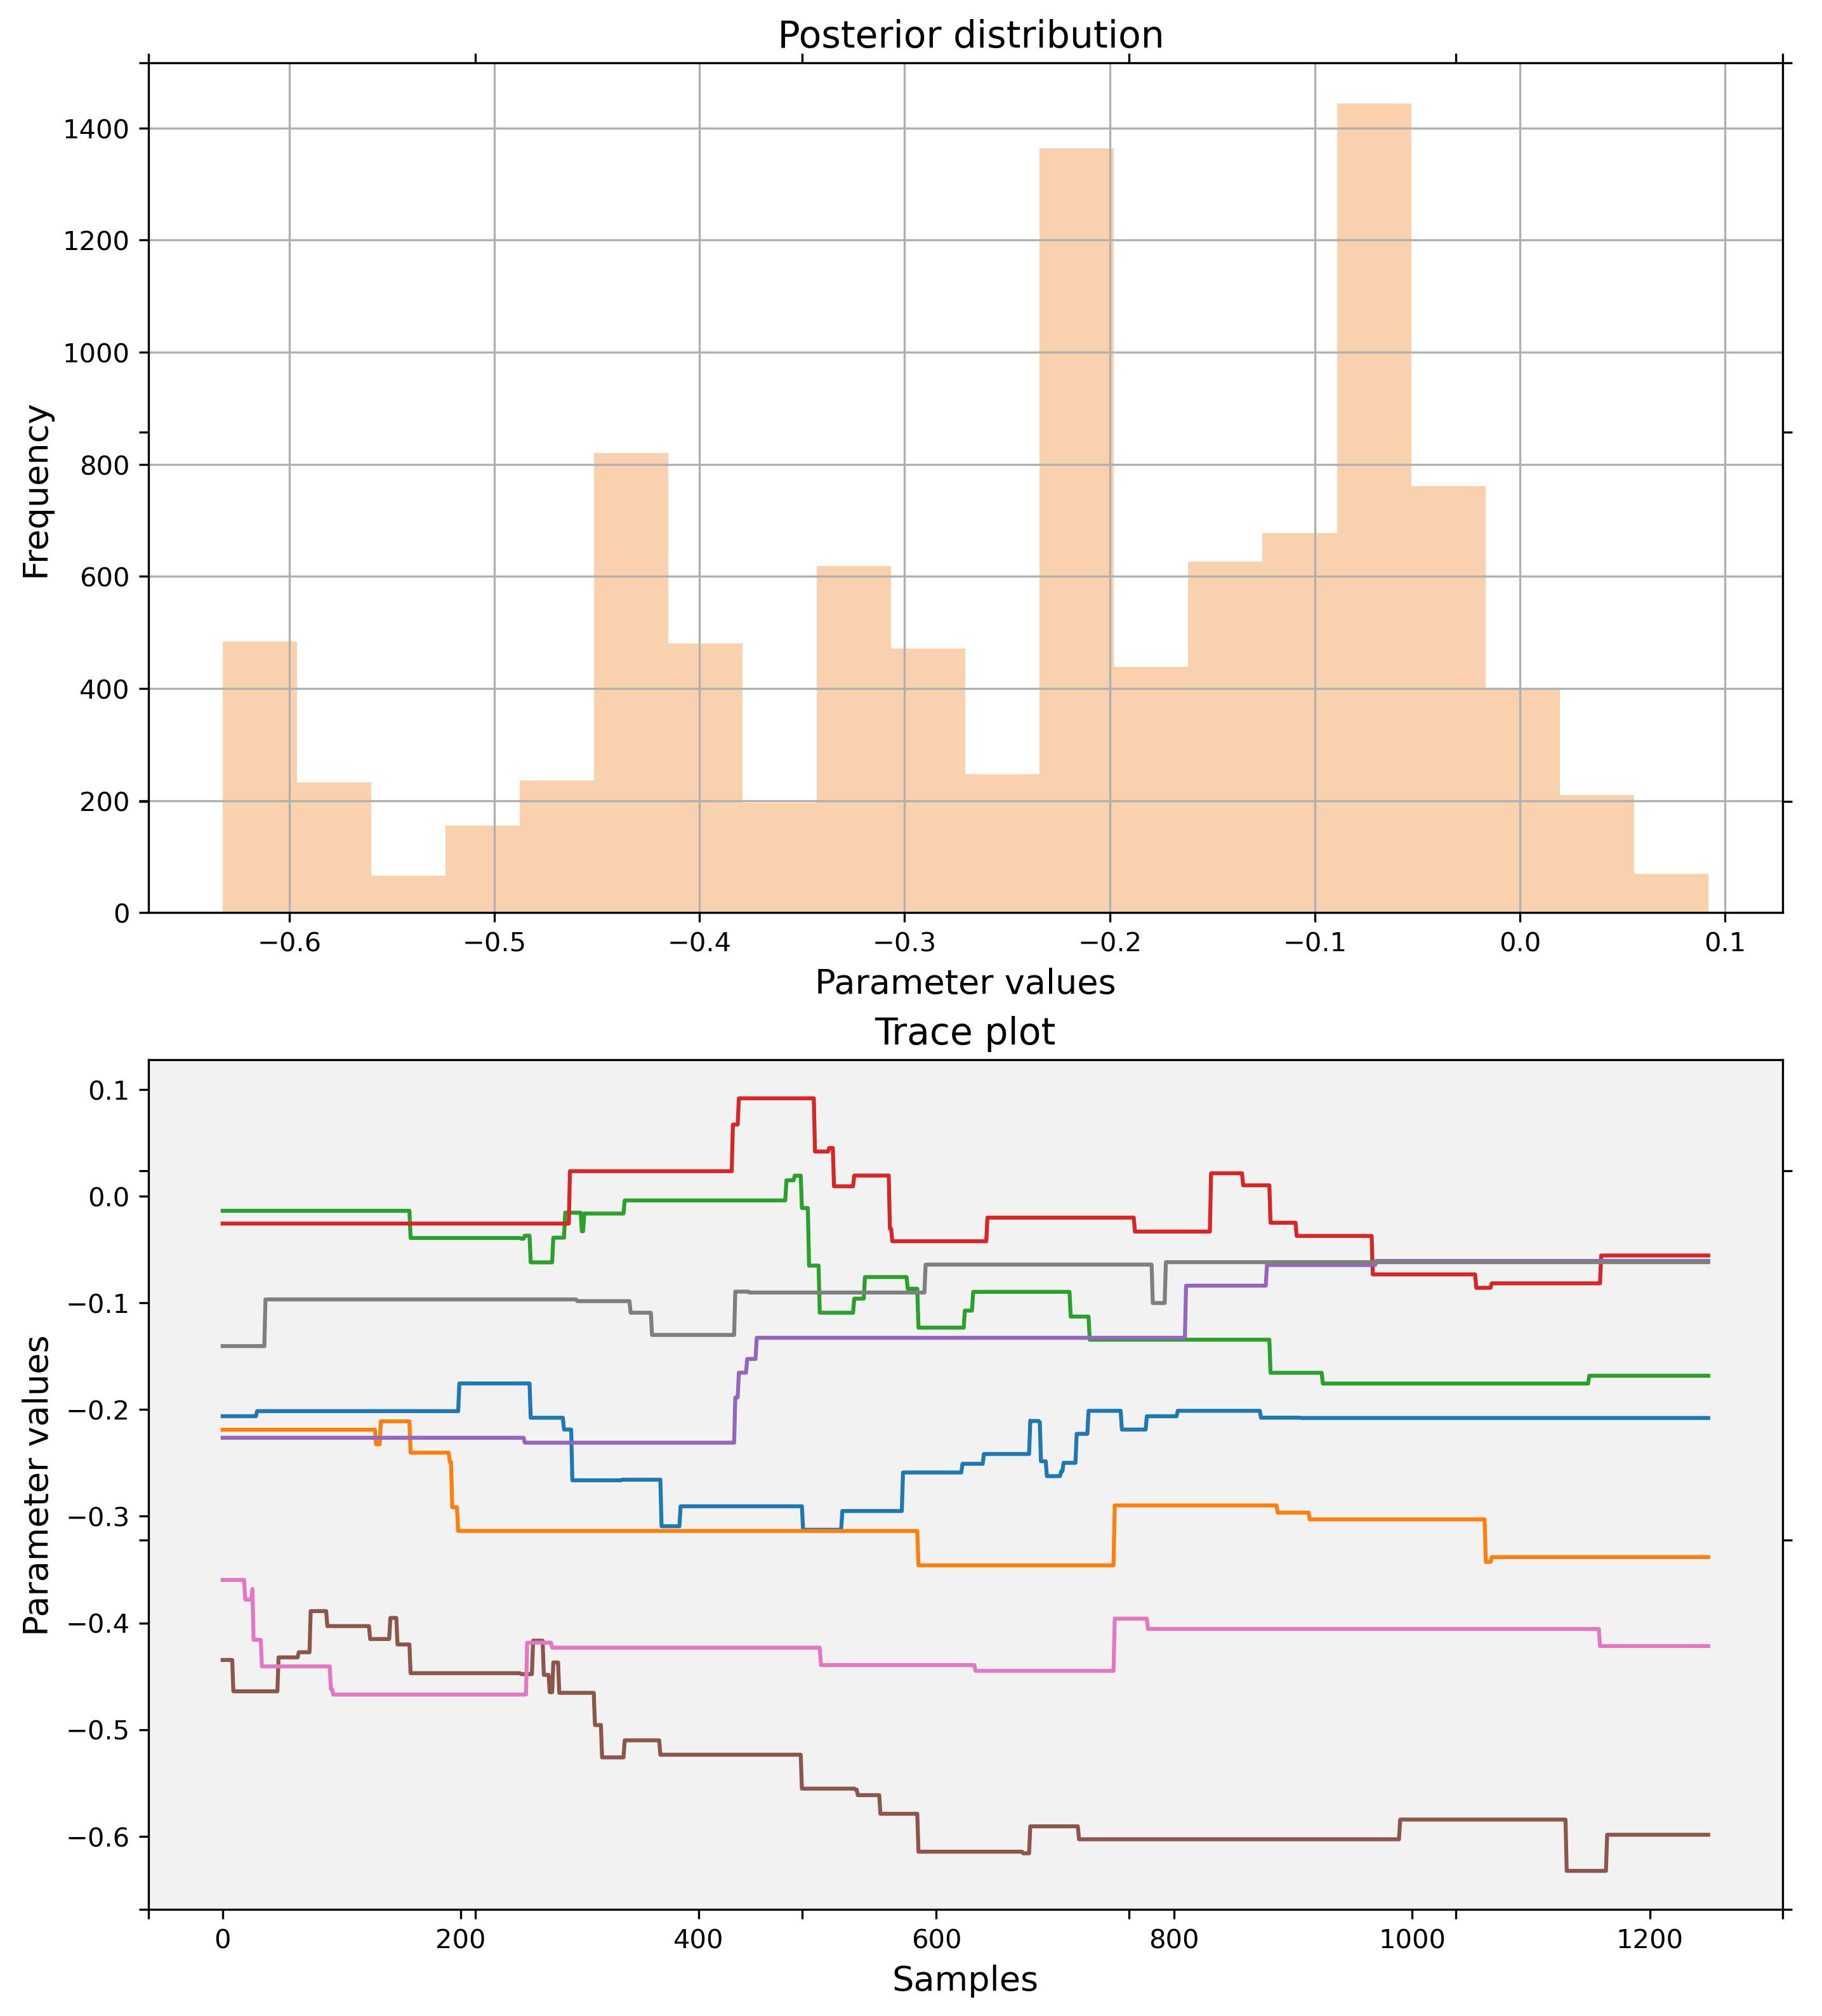 Posterior distribution
1400
1200
1000
800
600
400
200
0
Frequency
−0.6 −0.5 −0.4 −0.3 −0.2 −0.1 0.0 0.1
Parameter values
Trace plot
0.1
0.0
−0.1
−0.2
−0.3
−0.4
−0.5
−0.6
Parameter values
0 200 400 600 800 1000 1200
Samples